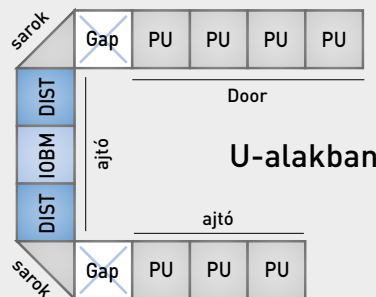 sarok
Gap
PU
PU
PU
PU
DIST
Door
IOBM
ajtó
U-alakban
DIST
ajtó
sarok
Gap
PU
PU
PU